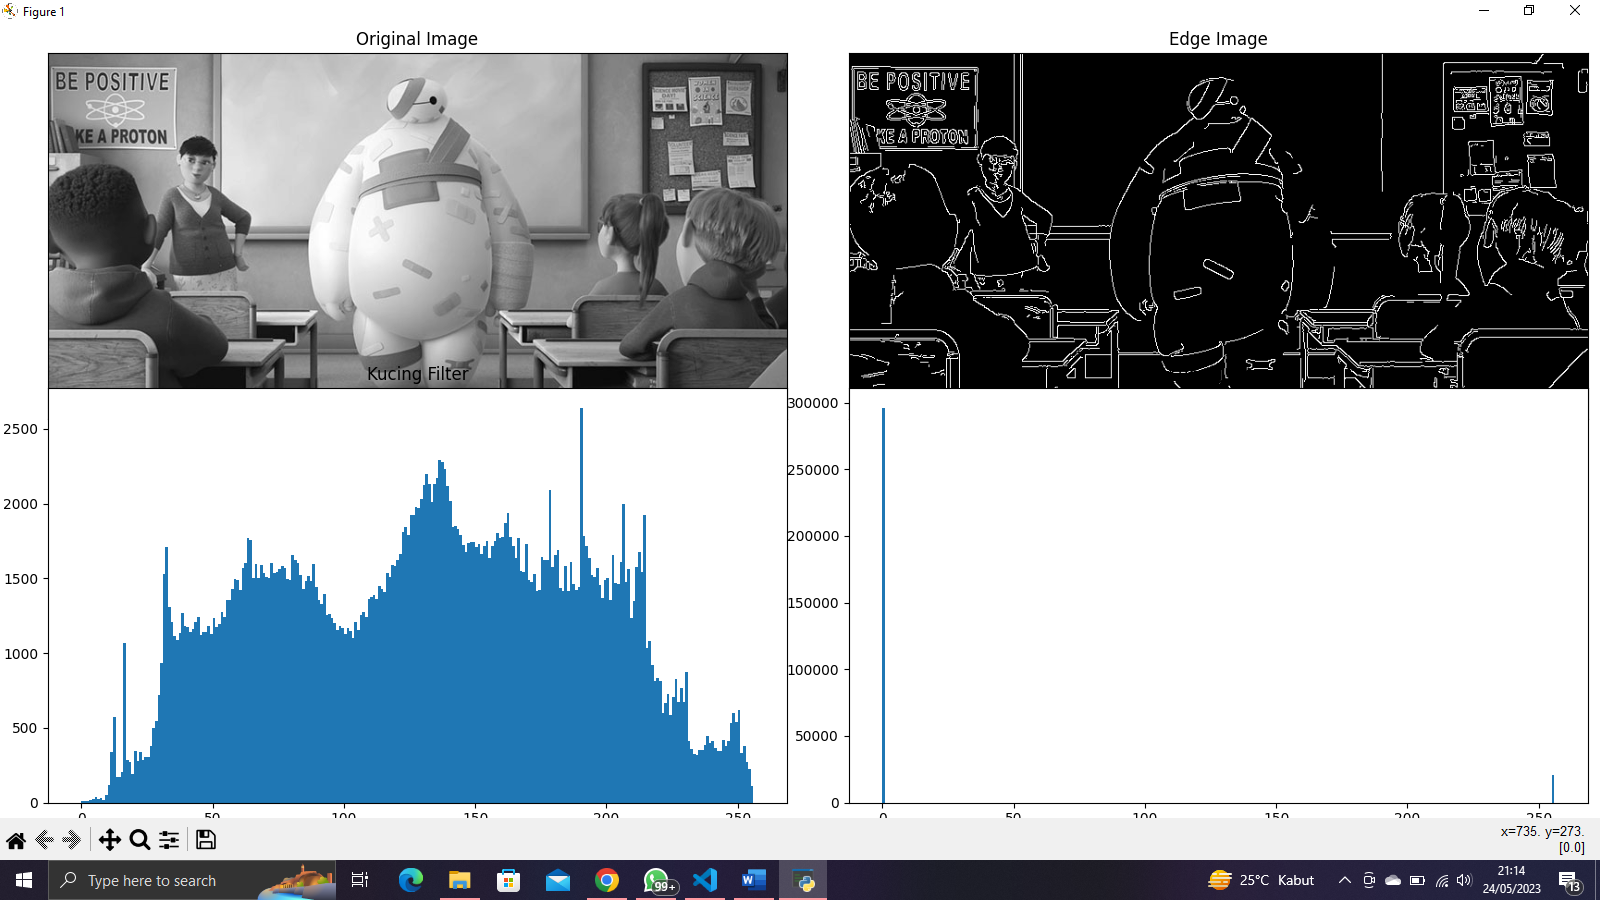 Figure 1
Original Image
Edge Image
BE POSITIVE
KE A PROTON
BE POSITIVE
KE A PROTON
Kucing Filter
2500
2000
1500
1000
500
0
0
50
100
150
200
250
300000
250000
200000
150000
100000
50000
0
0
50
100
150
200
250
x=735. y=273.
[0.0]
Type here to search
99+
25°C Kabut
21:14
24/05/2023
13